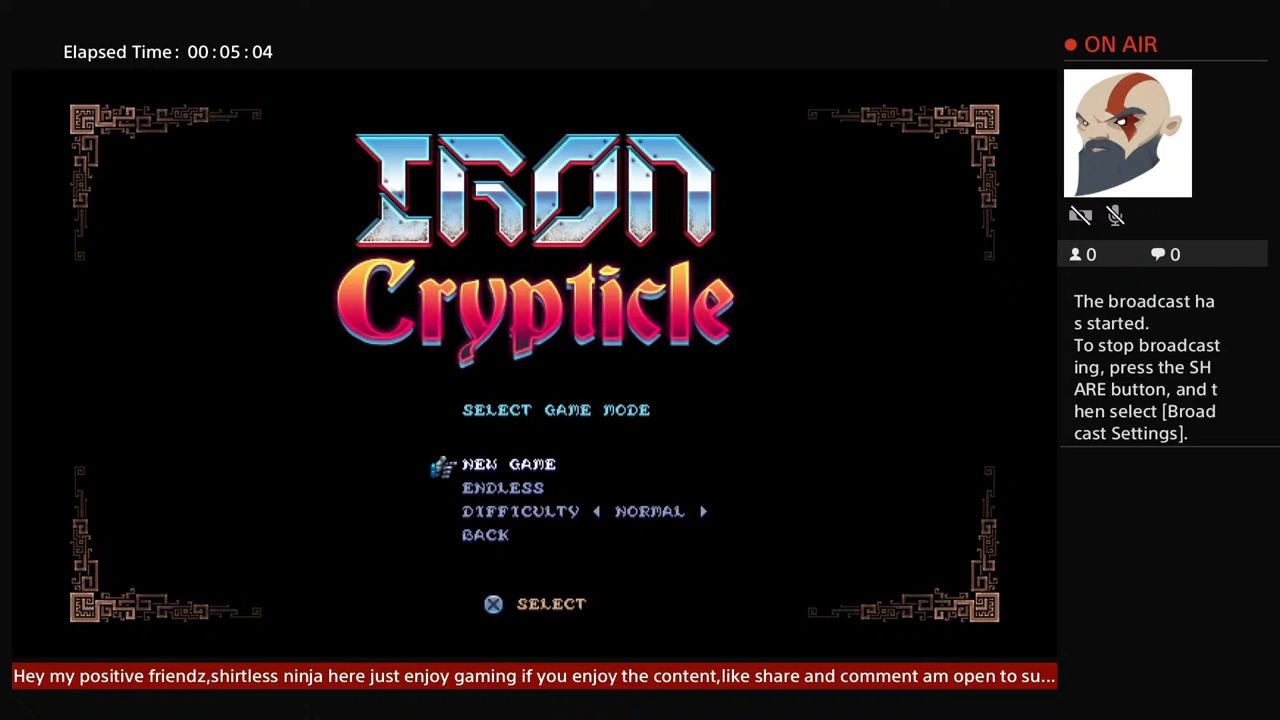 Elapsed Time: 00:05:04
ON AIR
IRON
Crypticle
0
0
The broadcast ha
s started.
To stop broadcast
ing, press the SH
ARE button, and t
hen select [Broad
cast Settings].
SELECT GAME MODE
NEW GAME
ENDLESS
DIFFICULTY NORMAL
BACK
SELECT
Hey my positive friendz,shirtless ninja here just enjoy gaming if you enjoy the content,like share and comment am open to su...